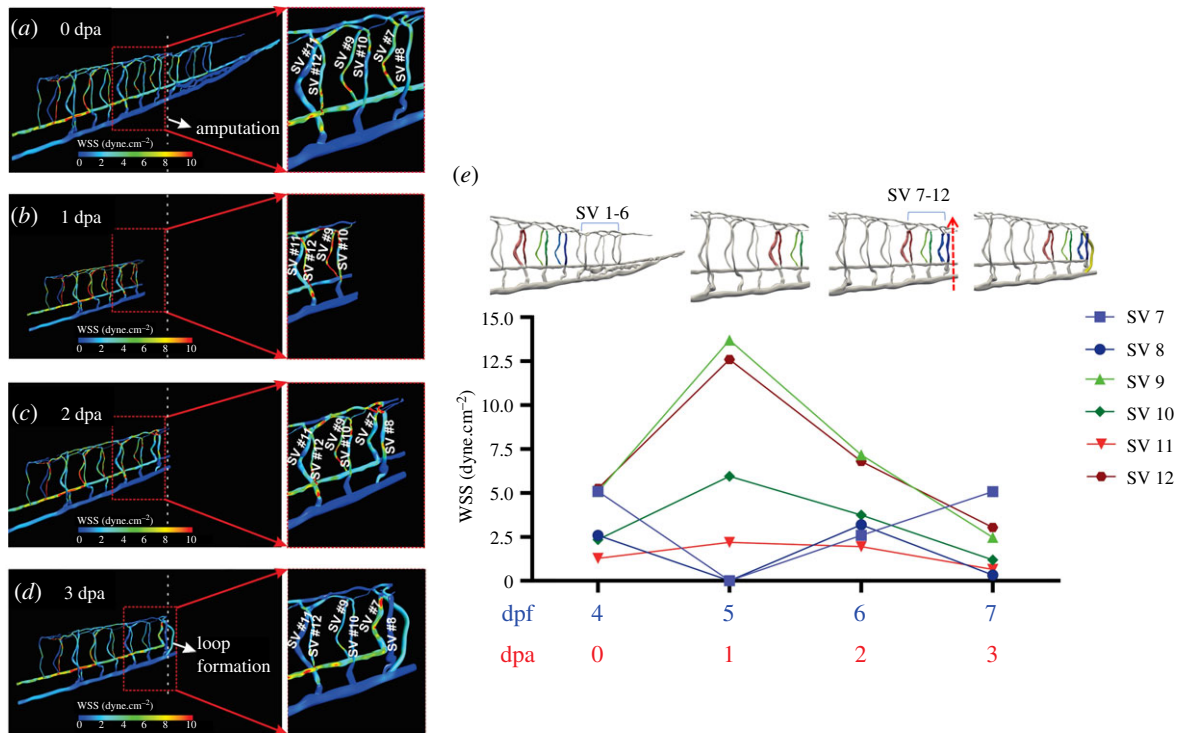 (a) 0 dpa
amputation
WSS (dyne.cm⁻²)
0 2 4 6 8 10
SV #11
SV #12
SV #9
SV #10
SV #7
SV #8
(b) 1 dpa
WSS (dyne.cm⁻²)
0 2 4 6 8 10
SV #11
SV #12
SV #9
SV #10
(c) 2 dpa
WSS (dyne.cm⁻²)
0 2 4 6 8 10
SV #11
SV #12
SV #9
SV #10
SV #7
SV #8
(d) 3 dpa
loop
formation
WSS (dyne.cm⁻²)
0 2 4 6 8 10
SV #11
SV #12
SV #9
SV #10
SV #7
SV #8
(e)
SV 1-6
SV 7-12
WSS (dyne.cm⁻²)
15.0
12.5
10.0
7.5
5.0
2.5
0
dpf 4 5 6 7
dpa 0 1 2 3
SV 7
SV 8
SV 9
SV 10
SV 11
SV 12